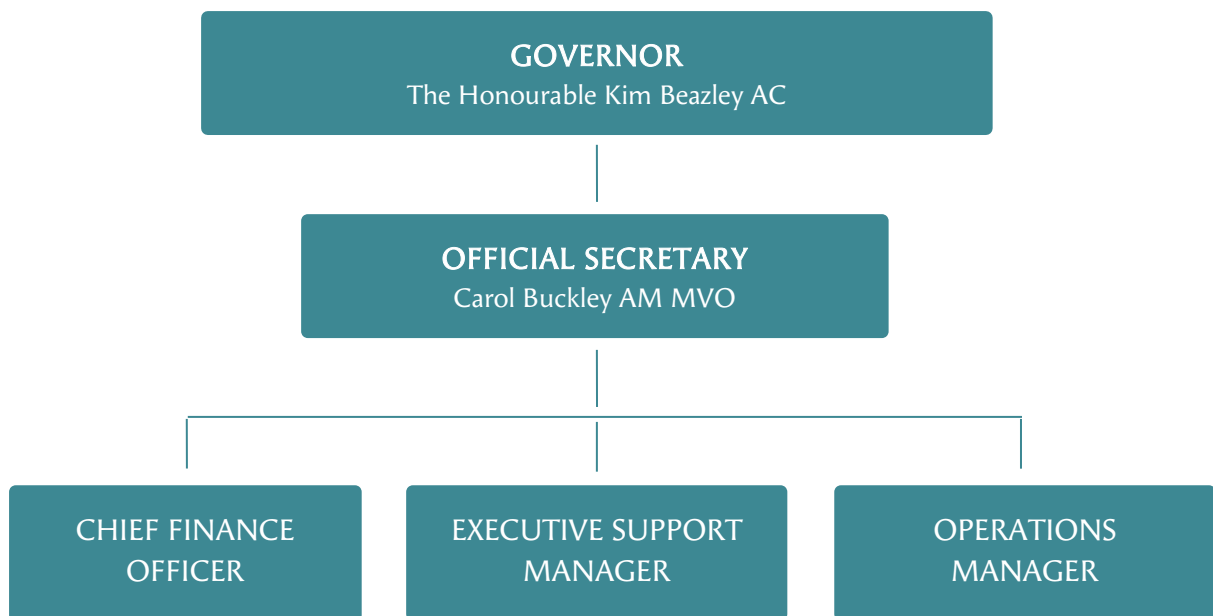 GOVERNOR
The Honourable Kim Beazley AC
OFFICIAL SECRETARY
Carol Buckley AM MVO
CHIEF FINANCE
OFFICER
EXECUTIVE SUPPORT
MANAGER
OPERATIONS
MANAGER